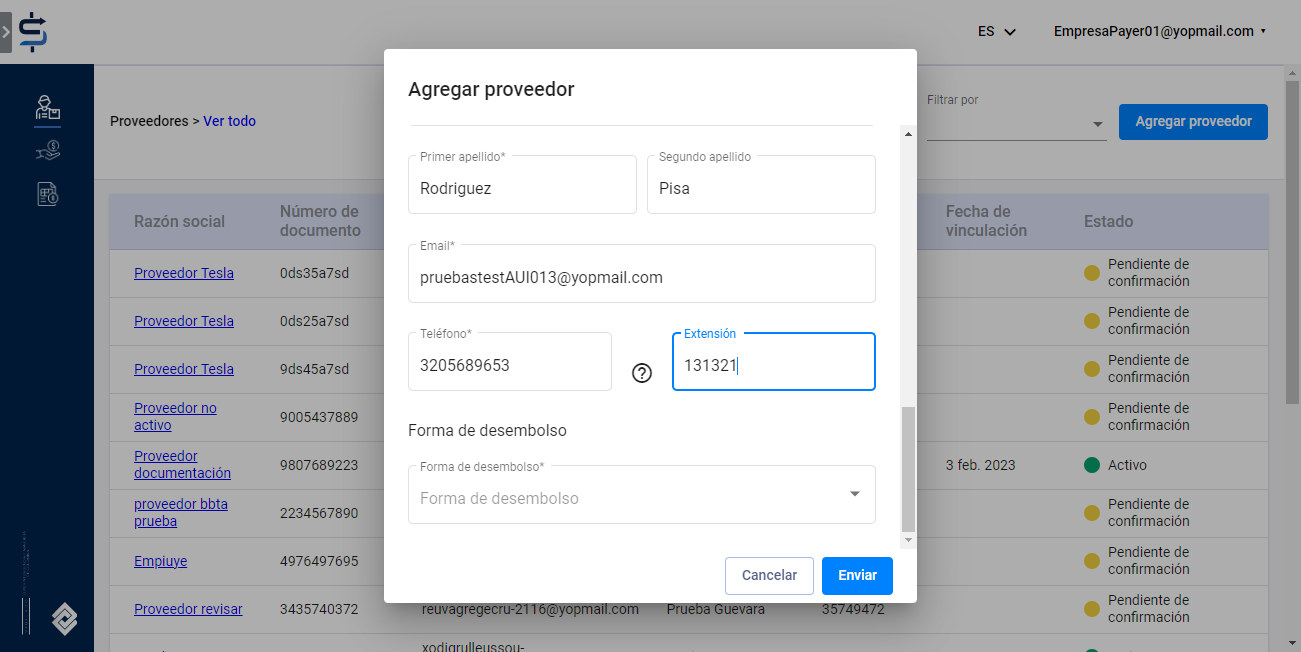 ES
EmpresaPayer01@yopmail.com
Proveedores > Ver todo
Filtrar por
Agregar proveedor
Agregar proveedor
Primer apellido*
Rodriguez
Segundo apellido
Pisa
Email*
pruebastestAUI013@yopmail.com
Teléfono*
3205689653
?
Extensión
131321
Forma de desembolso
Forma de desembolso*
Forma de desembolso
Cancelar
Enviar
Razón social
Número de
documento
Fecha de
vinculación
Estado
Proveedor Tesla
0ds35a7sd
Pendiente de
confirmación
Proveedor Tesla
0ds25a7sd
Pendiente de
confirmación
Proveedor Tesla
9ds45a7sd
Pendiente de
confirmación
Proveedor no
activo
9005437889
Pendiente de
confirmación
Proveedor
documentación
9807689223
3 feb. 2023
Activo
proveedor bbta
prueba
2234567890
Pendiente de
confirmación
Empiuye
4976497695
Pendiente de
confirmación
Proveedor revisar
3435740372
reuvagregecru-2116@yopmail.com
Prueba Guevara
35749472
Pendiente de
confirmación
xodigrulleussou-